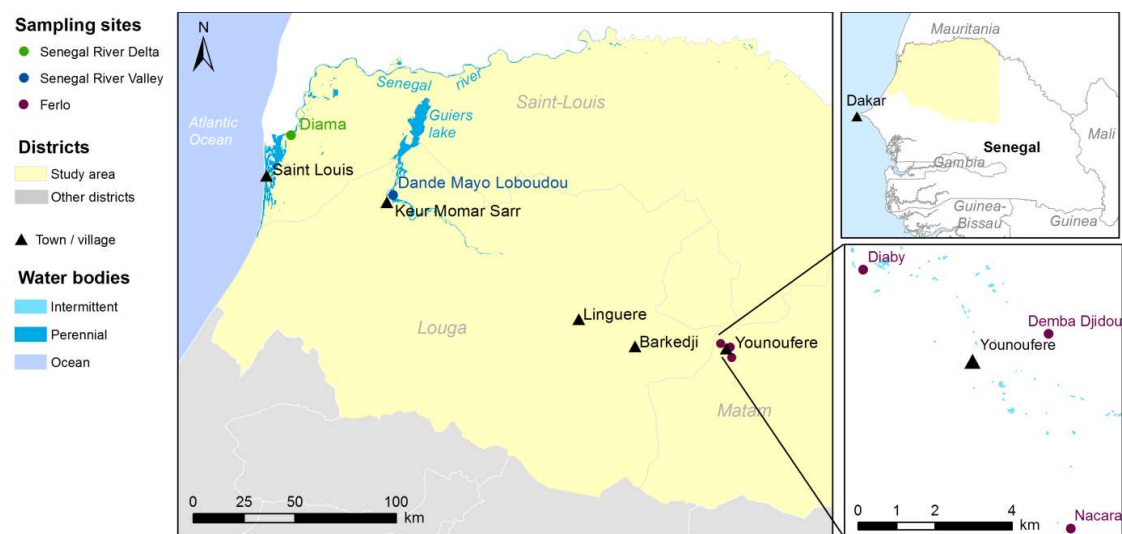 Sampling sites
Senegal River Delta
Senegal River Valley
Ferlo
Districts
Study area
Other districts
Town / village
Water bodies
Intermittent
Perennial
Ocean
N
Senegal
river
Saint-Louis
Guiers
lake
Atlantic
Ocean
Diama
Saint Louis
Dande Mayo Loboudou
Keur Momar Sarr
Linguere
Louga
Barkedji
Younoufere
Matam
0 25 50 100
km
Mauritania
Dakar
Mali
Senegal
Gambia
Guinea-
Bissau
Guinea
Diaby
Demba Djidou
Younoufere
Nacara
0 1 2 4
km